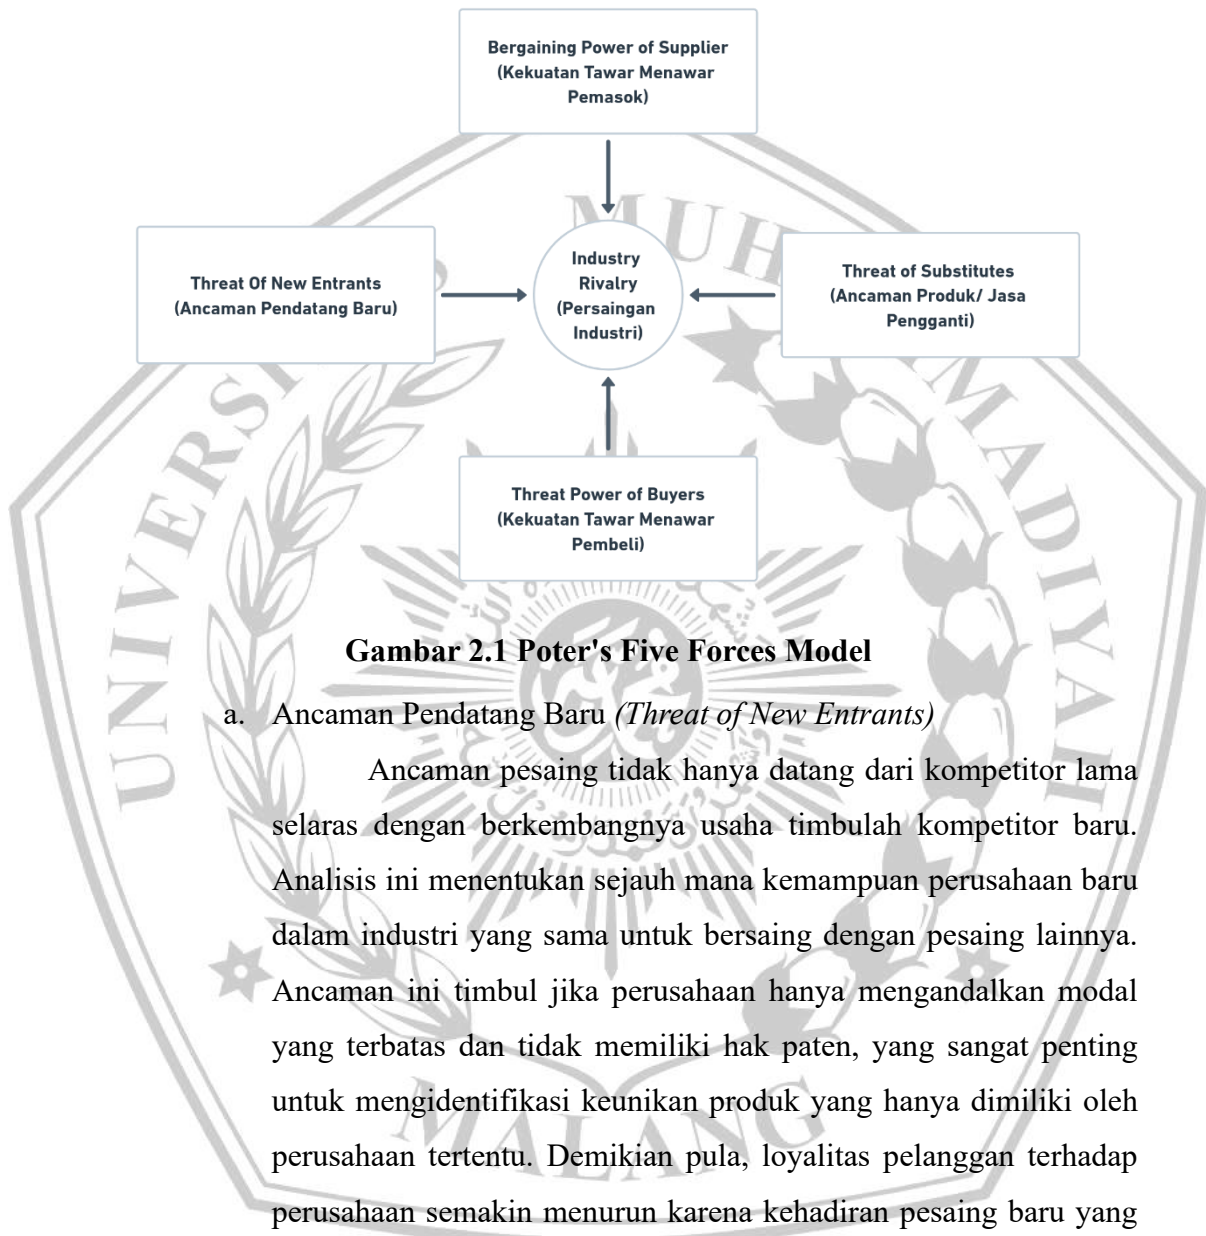 Bergaining Power of Supplier
(Kekuatan Tawar Menawar
Pemasok)
Threat Of New Entrants
(Ancaman Pendatang Baru)
Industry
Rivalry
(Persaingan
Industri)
Threat of Substitutes
(Ancaman Produk/ Jasa
Pengganti)
Threat Power of Buyers
(Kekuatan Tawar Menawar
Pembeli)
Gambar 2.1 Poter's Five Forces Model
a. Ancaman Pendatang Baru (Threat of New Entrants)
Ancaman pesaing tidak hanya datang dari kompetitor lama
selaras dengan berkembangnya usaha timbulah kompetitor baru.
Analisis ini menentukan sejauh mana kemampuan perusahaan baru
dalam industri yang sama untuk bersaing dengan pesaing lainnya.
Ancaman ini timbul jika perusahaan hanya mengandalkan modal
yang terbatas dan tidak memiliki hak paten, yang sangat penting
untuk mengidentifikasi keunikan produk yang hanya dimiliki oleh
perusahaan tertentu. Demikian pula, loyalitas pelanggan terhadap
perusahaan semakin menurun karena kehadiran pesaing baru yang
MALANG